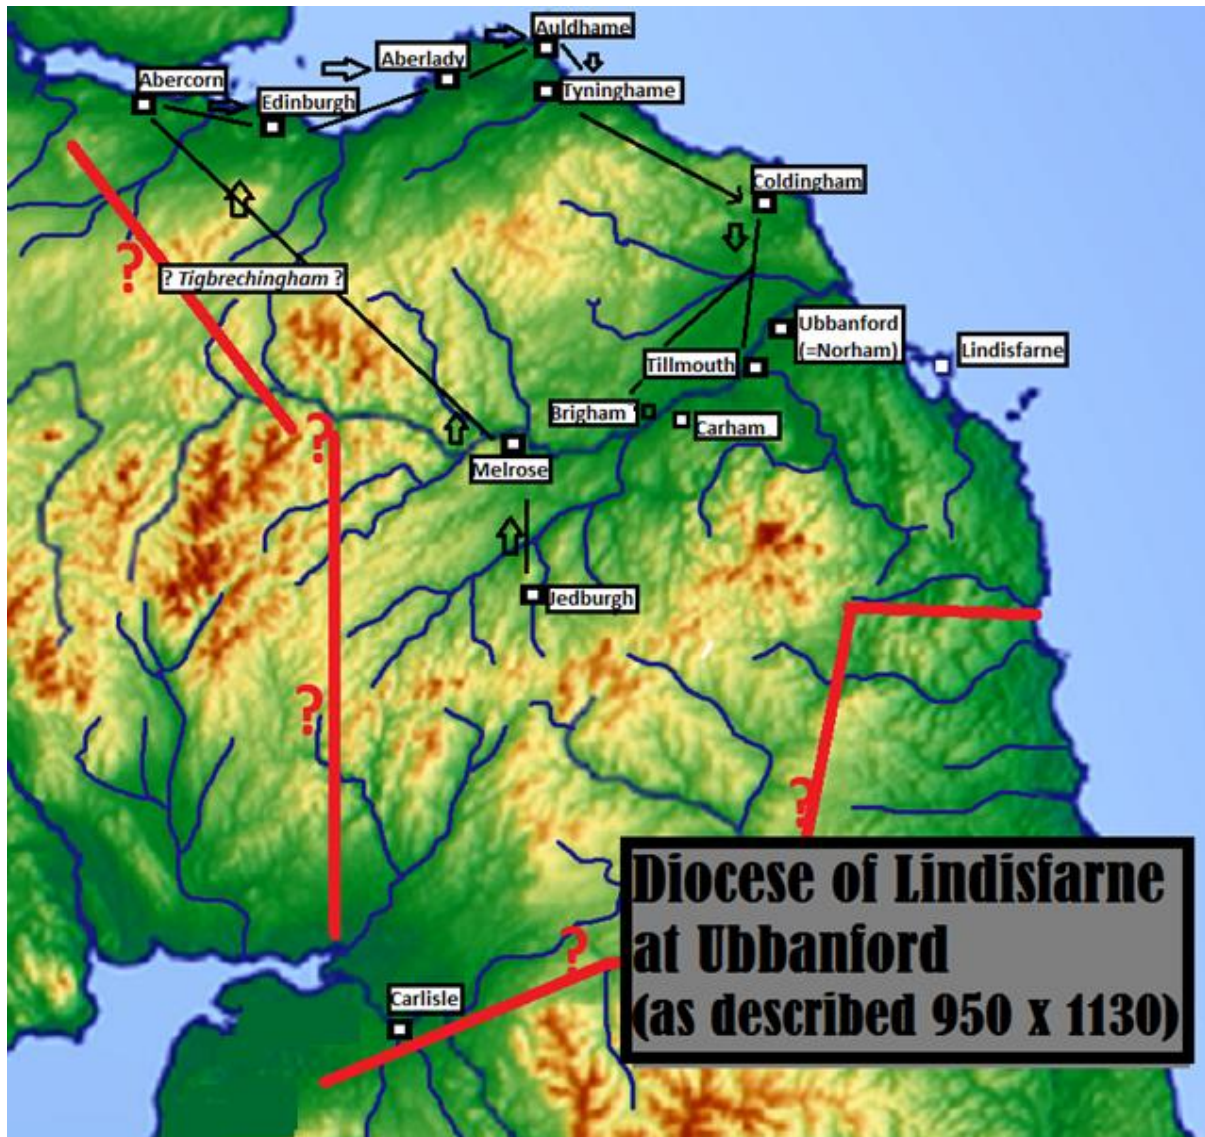 Auldhame
Aberlady
Abercorn
Edinburgh
Tyninghame
Coldingham
?
? Tigbrechingham ?
Ubbanford
(=Norham)
Lindisfarne
Tillmouth
Brigham
Carham
?
Melrose
Jedburgh
?
?
Diocese of Lindisfarne
at Ubbanford
(as described 950 x 1130)
?
Carlisle